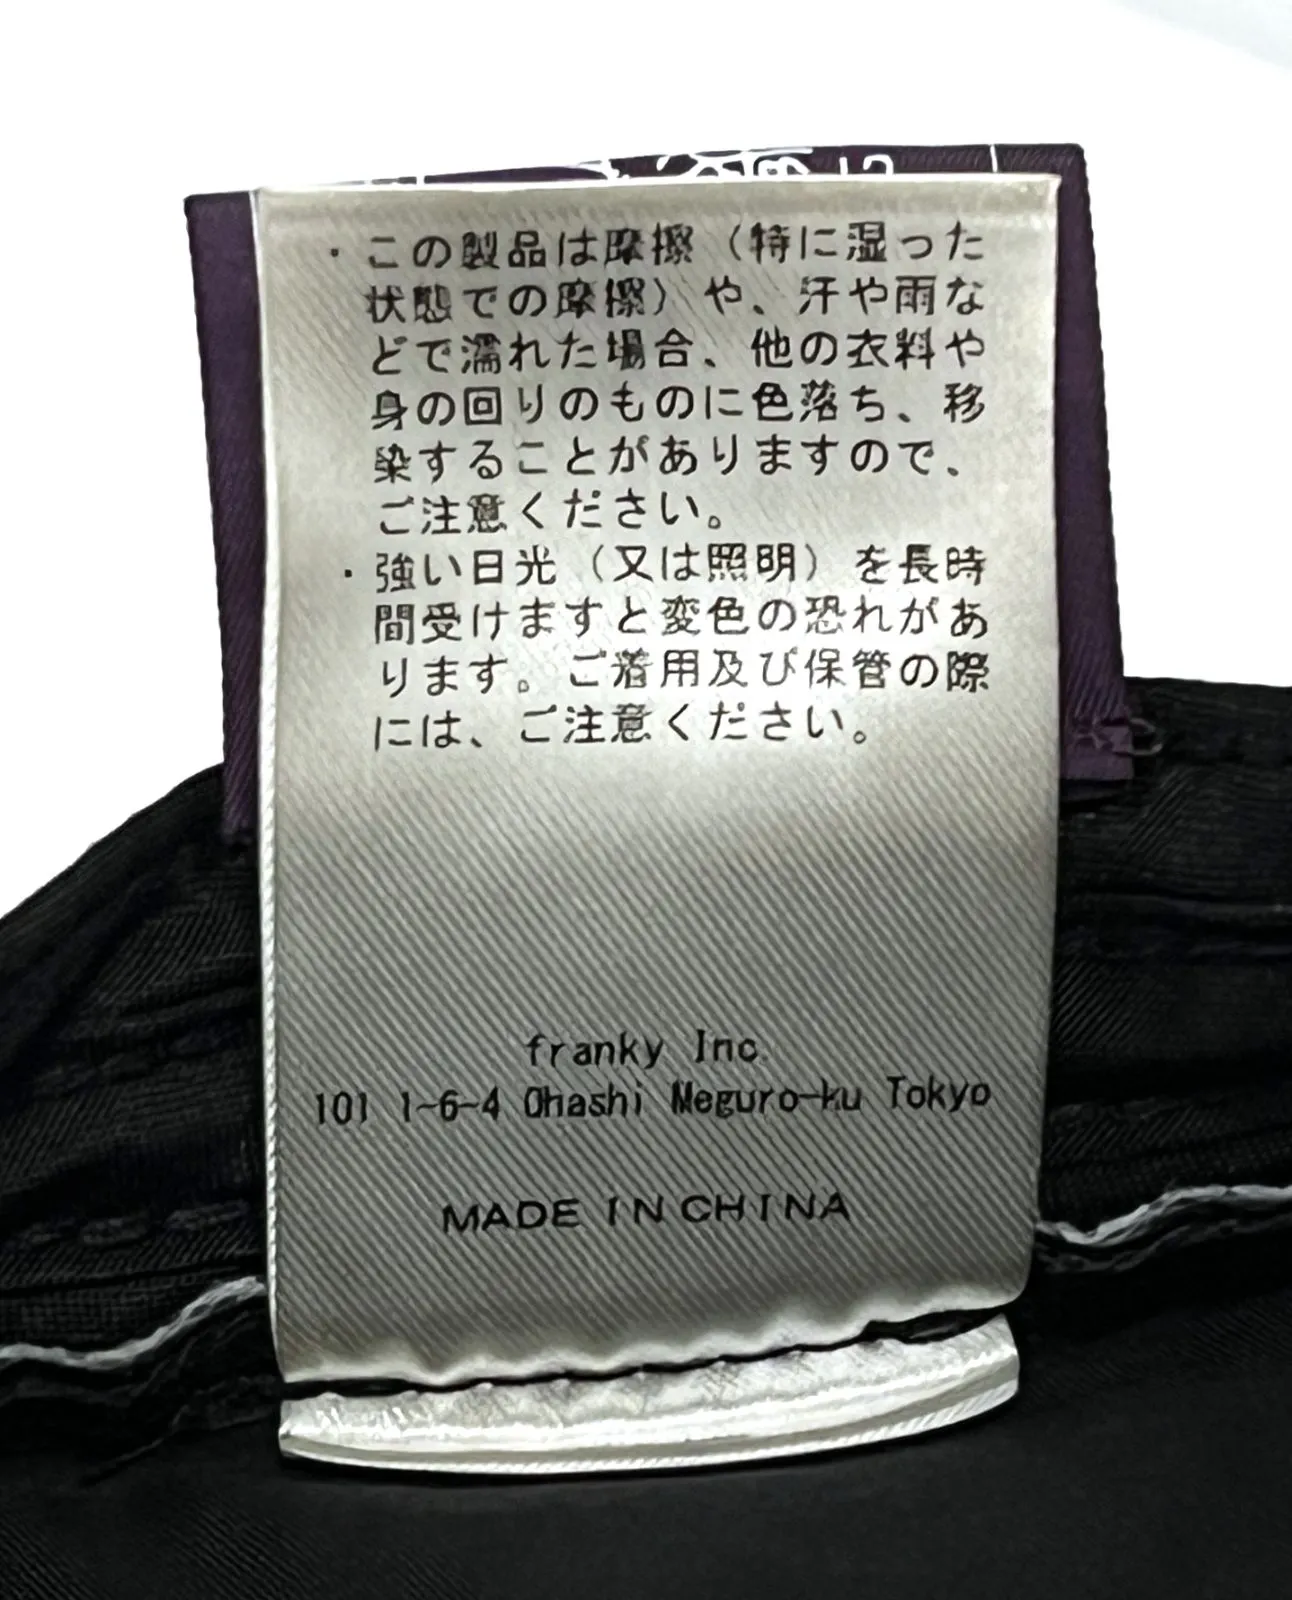 ・この製品は摩擦（特に湿った
状態での摩擦）や、汗や雨な
どで濡れた場合、他の衣料や
身の回りのものに色落ち、移
染することがありますので、
ご注意ください。
・強い日光（又は照明）を長時
間受けますと変色の恐れがあ
ります。ご着用及び保管の際
には、ご注意ください。
franky Inc.
101 1-6-4 Ohashi Meguro-ku Tokyo
MADE IN CHINA